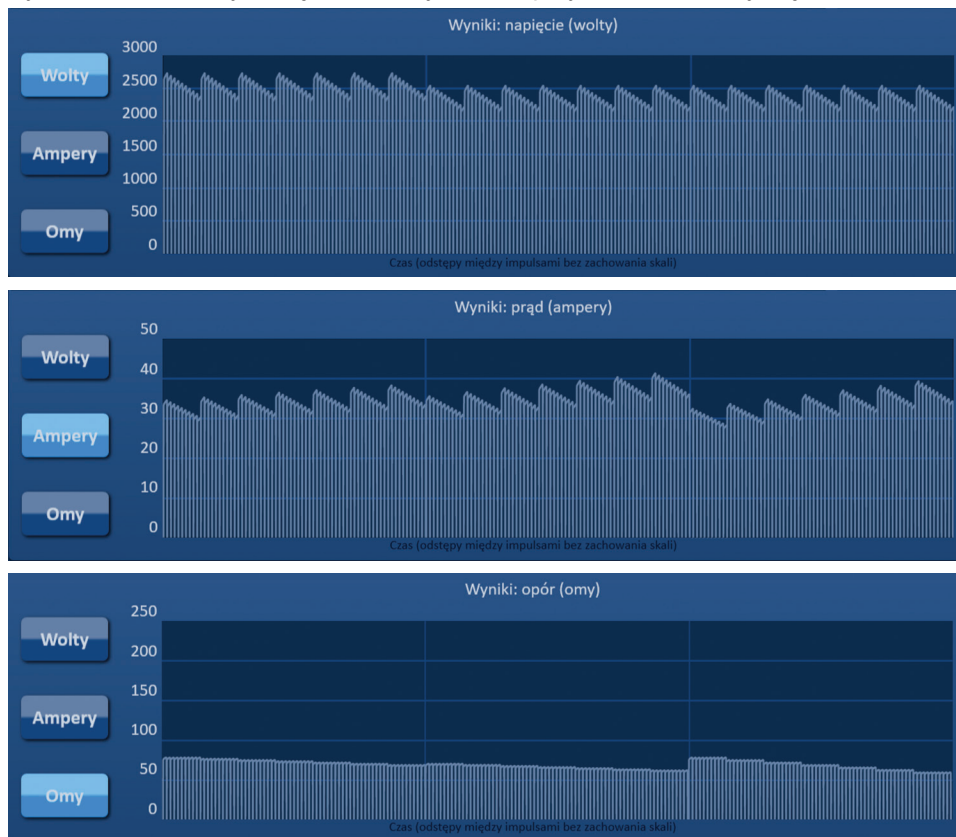 Wyniki: napięcie (wolty)
3000
Wolty
2500
2000
Ampery
1500
1000
500
Omy
0
Czas (odstępy między impulsami bez zachowania skali)
Wyniki: prąd (ampery)
50
Wolty
40
30
Ampery
20
10
Omy
0
Czas (odstępy między impulsami bez zachowania skali)
Wyniki: opór (omy)
250
Wolty
200
150
Ampery
100
50
Omy
0
Czas (odstępy między impulsami bez zachowania skali)